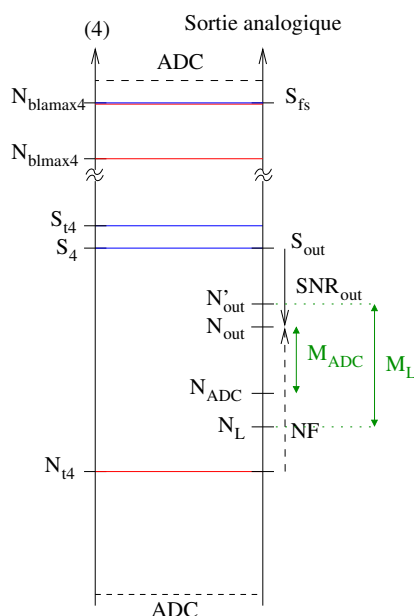 (4) Sortie analogique
ADC
N_blamax4 S_fs
N_blmax4
S_t4
S_4 S_out
SNR_out
N'_out
N_out
M_ADC
M_L
N_ADC
N_L NF
N_t4
ADC